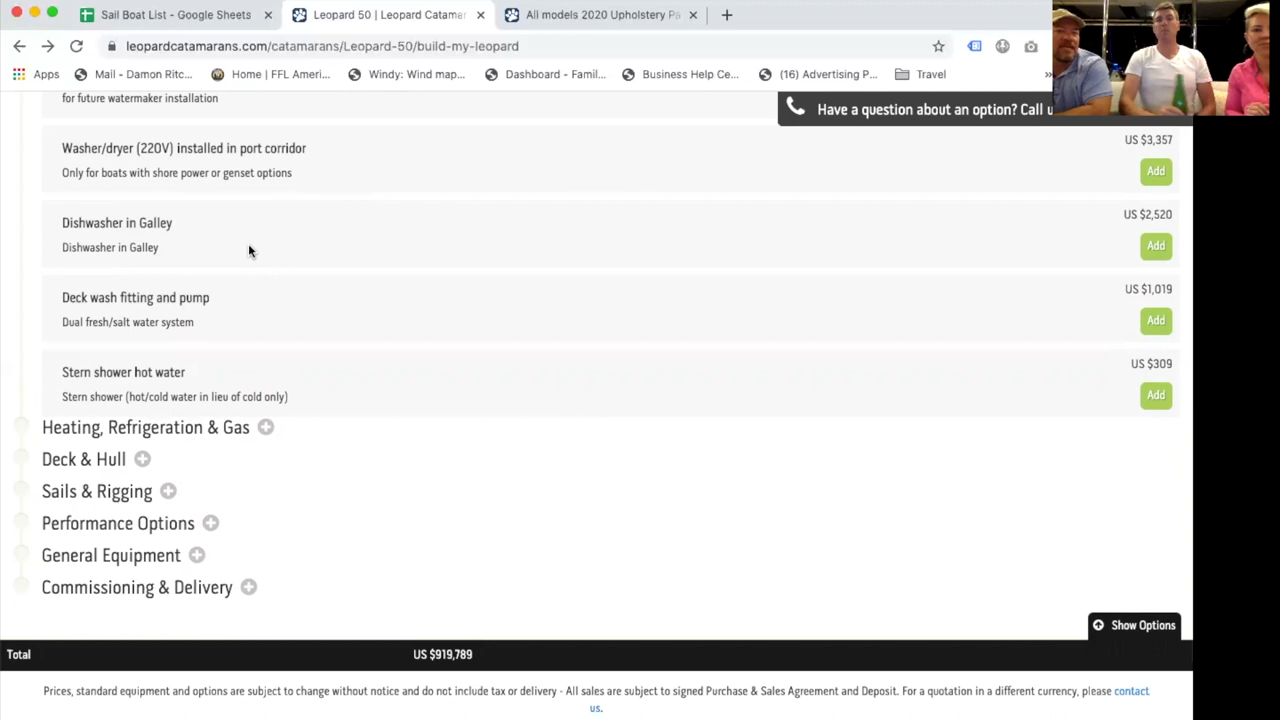 Sail Boat List - Google Sheets
Leopard 50 | Leopard Catamar
All models 2020 Upholstery Pa
leopardcatamarans.com/catamarans/Leopard-50/build-my-leopard
Apps
Mail - Damon Ritc...
Home | FFL Ameri...
Windy: Wind map...
Dashboard - Famil...
Business Help Ce...
(16) Advertising P...
Travel
»
for future watermaker installation
Have a question about an option? Call u
Washer/dryer (220V) installed in port corridor
Only for boats with shore power or genset options
US $3,357
Add
Dishwasher in Galley
Dishwasher in Galley
US $2,520
Add
Deck wash fitting and pump
Dual fresh/salt water system
US $1,019
Add
Stern shower hot water
Stern shower (hot/cold water in lieu of cold only)
US $309
Add
Heating, Refrigeration & Gas
Deck & Hull
Sails & Rigging
Performance Options
General Equipment
Commissioning & Delivery
Show Options
Total US $919,789
Prices, standard equipment and options are subject to change without notice and do not include tax or delivery - All sales are subject to signed Purchase & Sales Agreement and Deposit. For a quotation in a different currency, please contact
us.